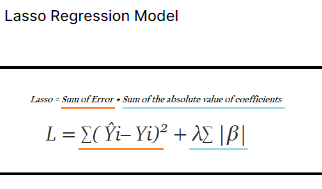 Lasso Regression Model
Lasso = Sum of Error + Sum of the absolute value of coefficients
L = ∑( Ŷi– Yi)² + λ∑ |β|